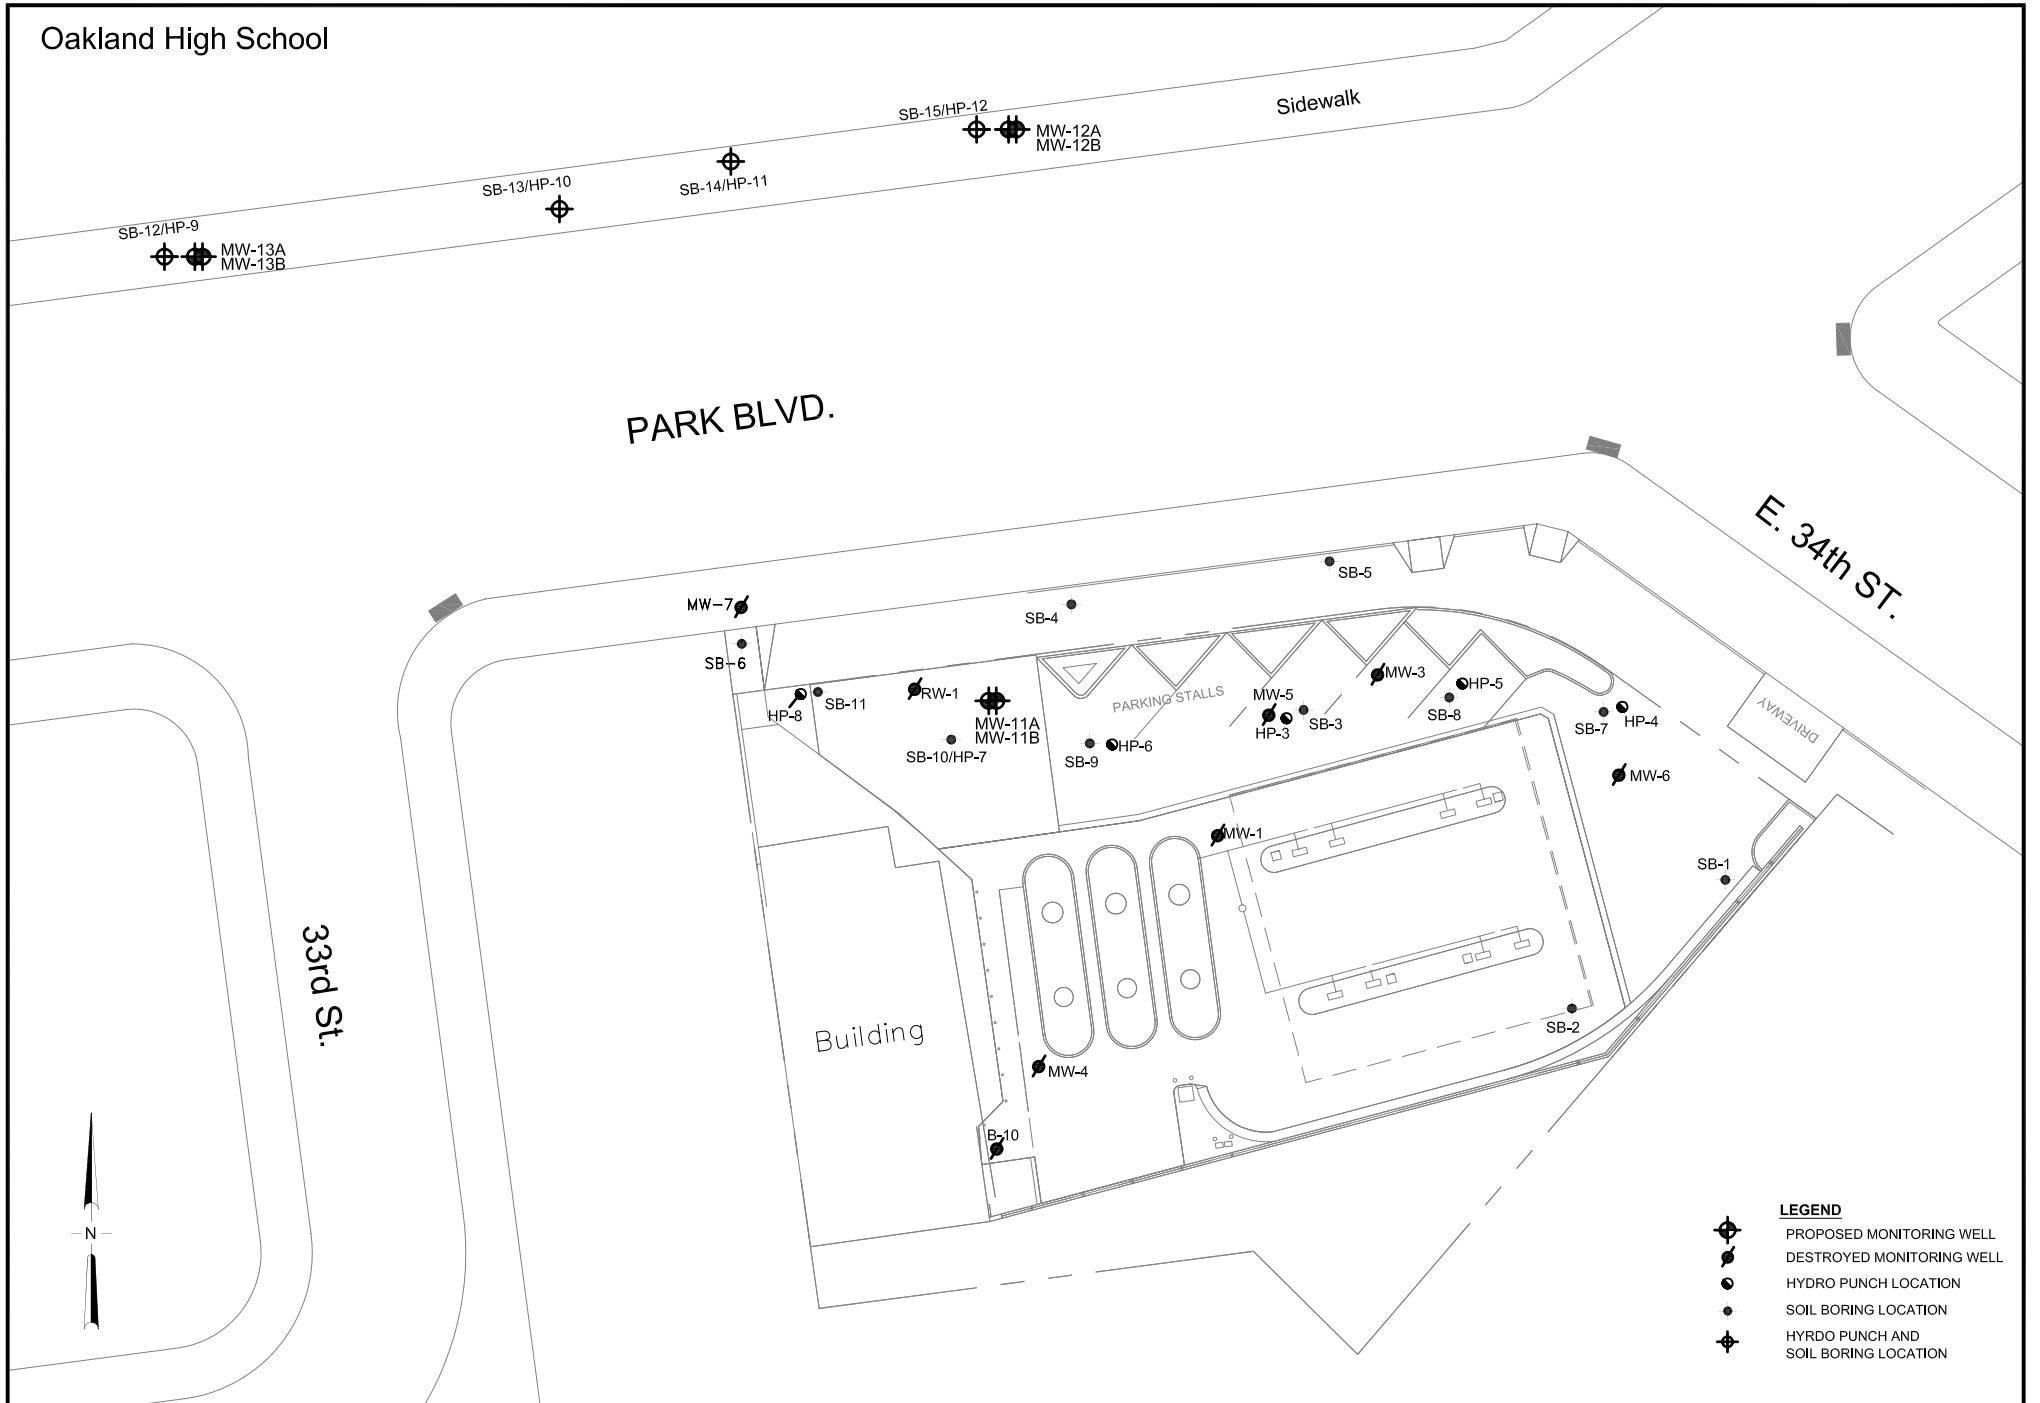 Oakland High School
Sidewalk
SB-15/HP-12
MW-12A
MW-12B
SB-14/HP-11
SB-13/HP-10
SB-12/HP-9
MW-13A
MW-13B
PARK BLVD.
E. 34th ST.
33rd St.
SB-5
SB-4
MW-7
SB-6
HP-8
SB-11
RW-1
MW-11A
MW-11B
SB-10/HP-7
PARKING STALLS
SB-9
HP-6
MW-5
HP-3
SB-3
MW-3
HP-5
SB-8
SB-7
HP-4
DRIVEWAY
MW-6
MW-1
SB-1
SB-2
Building
MW-4
B-10
N
LEGEND
PROPOSED MONITORING WELL
DESTROYED MONITORING WELL
HYDRO PUNCH LOCATION
SOIL BORING LOCATION
HYRDO PUNCH AND
SOIL BORING LOCATION